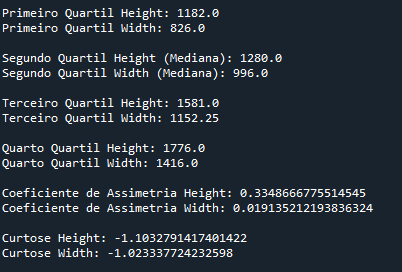 Primeiro Quartil Height: 1182.0
Primeiro Quartil Width: 826.0
Segundo Quartil Height (Mediana): 1280.0
Segundo Quartil Width (Mediana): 996.0
Terceiro Quartil Height: 1581.0
Terceiro Quartil Width: 1152.25
Quarto Quartil Height: 1776.0
Quarto Quartil Width: 1416.0
Coeficiente de Assimetria Height: 0.3348666775514545
Coeficiente de Assimetria Width: 0.019135212193836324
Curtose Height: -1.1032791417401422
Curtose Width: -1.023337724232598